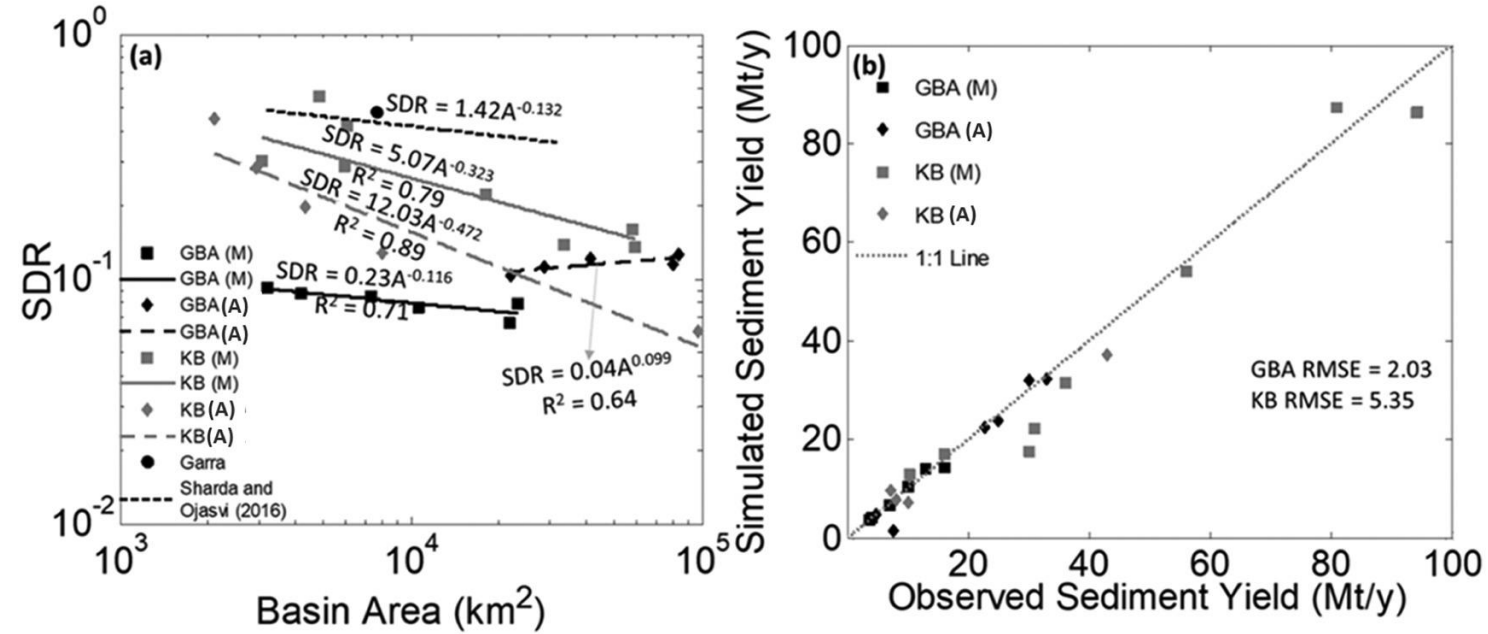 (a)
10⁰
10⁻¹
10⁻²
SDR
SDR = 1.42A⁻⁰·¹³²
SDR = 5.07A⁻⁰·³²³
R² = 0.79
SDR = 12.03A⁻⁰·⁴⁷²
R² = 0.89
SDR = 0.23A⁻⁰·¹¹⁶
R² = 0.71
SDR = 0.04A⁰·⁰⁹⁹
R² = 0.64
GBA (M)
GBA (M)
GBA (A)
GBA (A)
KB (M)
KB (M)
KB (A)
KB (A)
Garra
Sharda and
Ojasvi (2016)
10³ 10⁴ 10⁵
Basin Area (km²)
(b)
Simulated Sediment Yield (Mt/y)
100
80
60
40
20
0
GBA (M)
GBA (A)
KB (M)
KB (A)
1:1 Line
GBA RMSE = 2.03
KB RMSE = 5.35
20 40 60 80 100
Observed Sediment Yield (Mt/y)